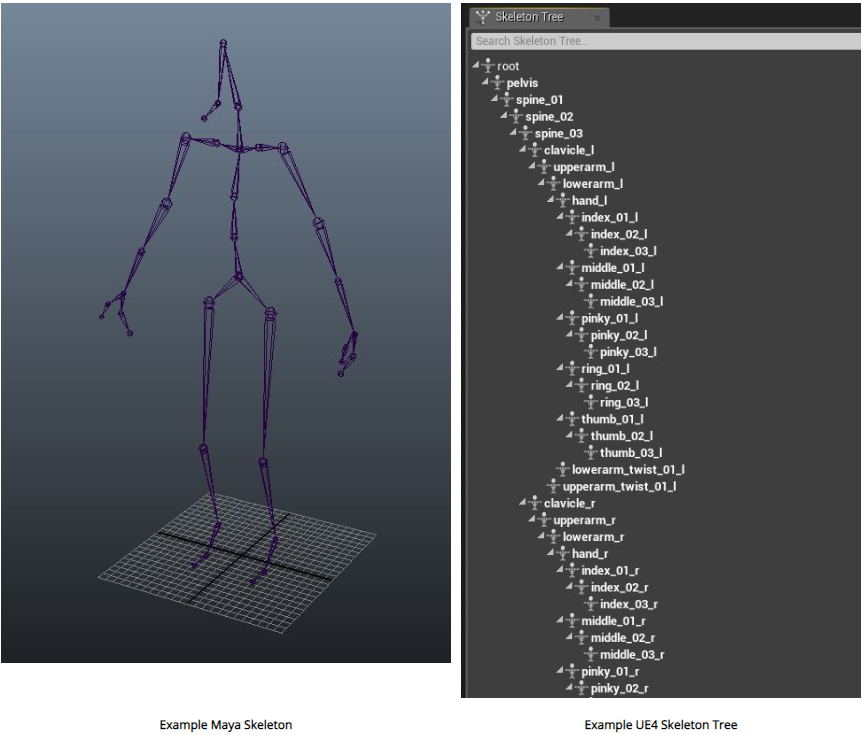 Skeleton Tree
Search Skeleton Tree...
root
pelvis
spine_01
spine_02
spine_03
clavicle_l
upperarm_l
lowerarm_l
hand_l
index_01_l
index_02_l
index_03_l
middle_01_l
middle_02_l
middle_03_l
pinky_01_l
pinky_02_l
pinky_03_l
ring_01_l
ring_02_l
ring_03_l
thumb_01_l
thumb_02_l
thumb_03_l
lowerarm_twist_01_l
upperarm_twist_01_l
clavicle_r
upperarm_r
lowerarm_r
hand_r
index_01_r
index_02_r
index_03_r
middle_01_r
middle_02_r
middle_03_r
pinky_01_r
pinky_02_r
Example Maya Skeleton
Example UE4 Skeleton Tree